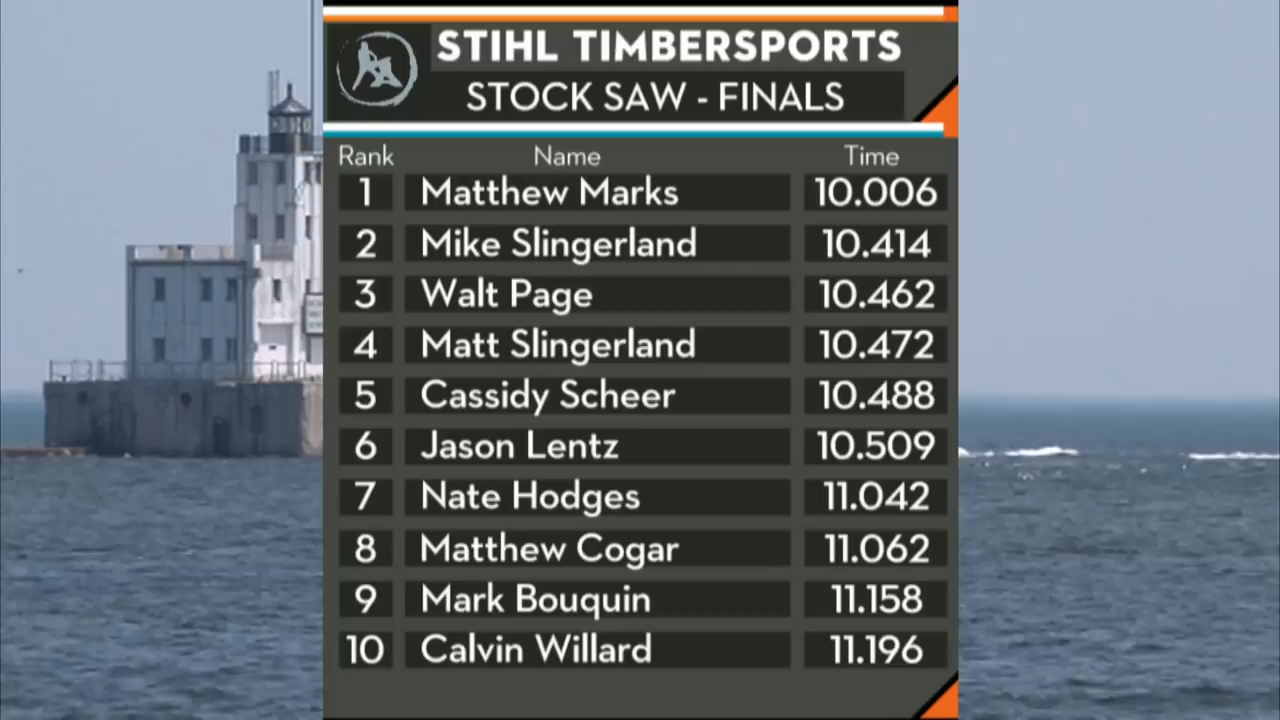 STIHL TIMBERSPORTS
STOCK SAW - FINALS
Rank Name Time
1 Matthew Marks 10.006
2 Mike Slingerland 10.414
3 Walt Page 10.462
4 Matt Slingerland 10.472
5 Cassidy Scheer 10.488
6 Jason Lentz 10.509
7 Nate Hodges 11.042
8 Matthew Cogar 11.062
9 Mark Bouquin 11.158
10 Calvin Willard 11.196